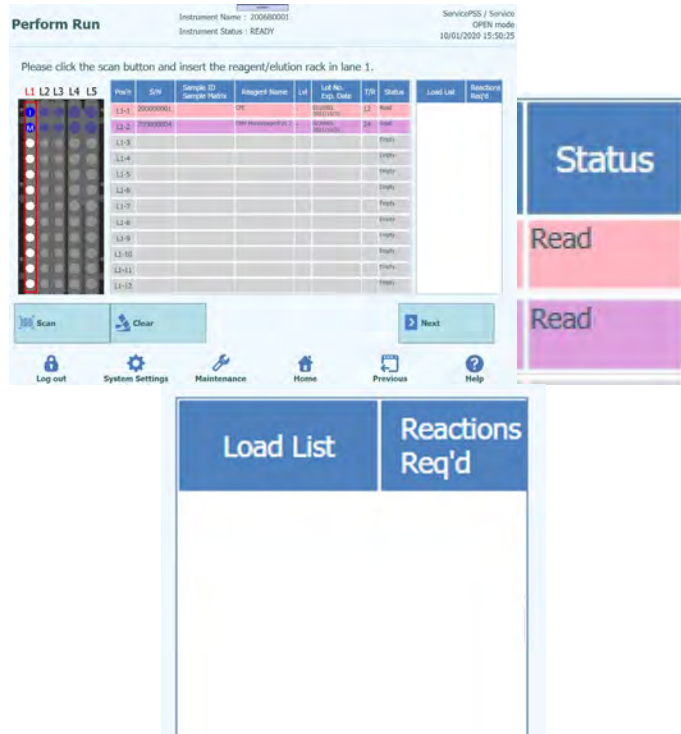 Perform Run
Instrument Name : 200680001
Instrument Status : READY
ServicePSS / Service
OPEN mode
10/01/2020 15:50:25
Please click the scan button and insert the reagent/elution rack in lane 1.
L1 L2 L3 L4 L5
Pos'n S/N Sample ID Sample Matrix Reagent Name Lvl Lot No. Exp. Date T/R Status Load List Reactions Req'd
I L1-1 200000001 12 Read
M L1-2 24 Read
L1-3 Empty
L1-4 Empty
L1-5 Empty
L1-6 Empty
L1-7 Empty
L1-8 Empty
L1-9 Empty
L1-10 Empty
L1-11 Empty
L1-12 Empty
Scan Clear Next
Log out System Settings Maintenance Home Previous Help
Status
Read
Read
Load List
Reactions
Req'd